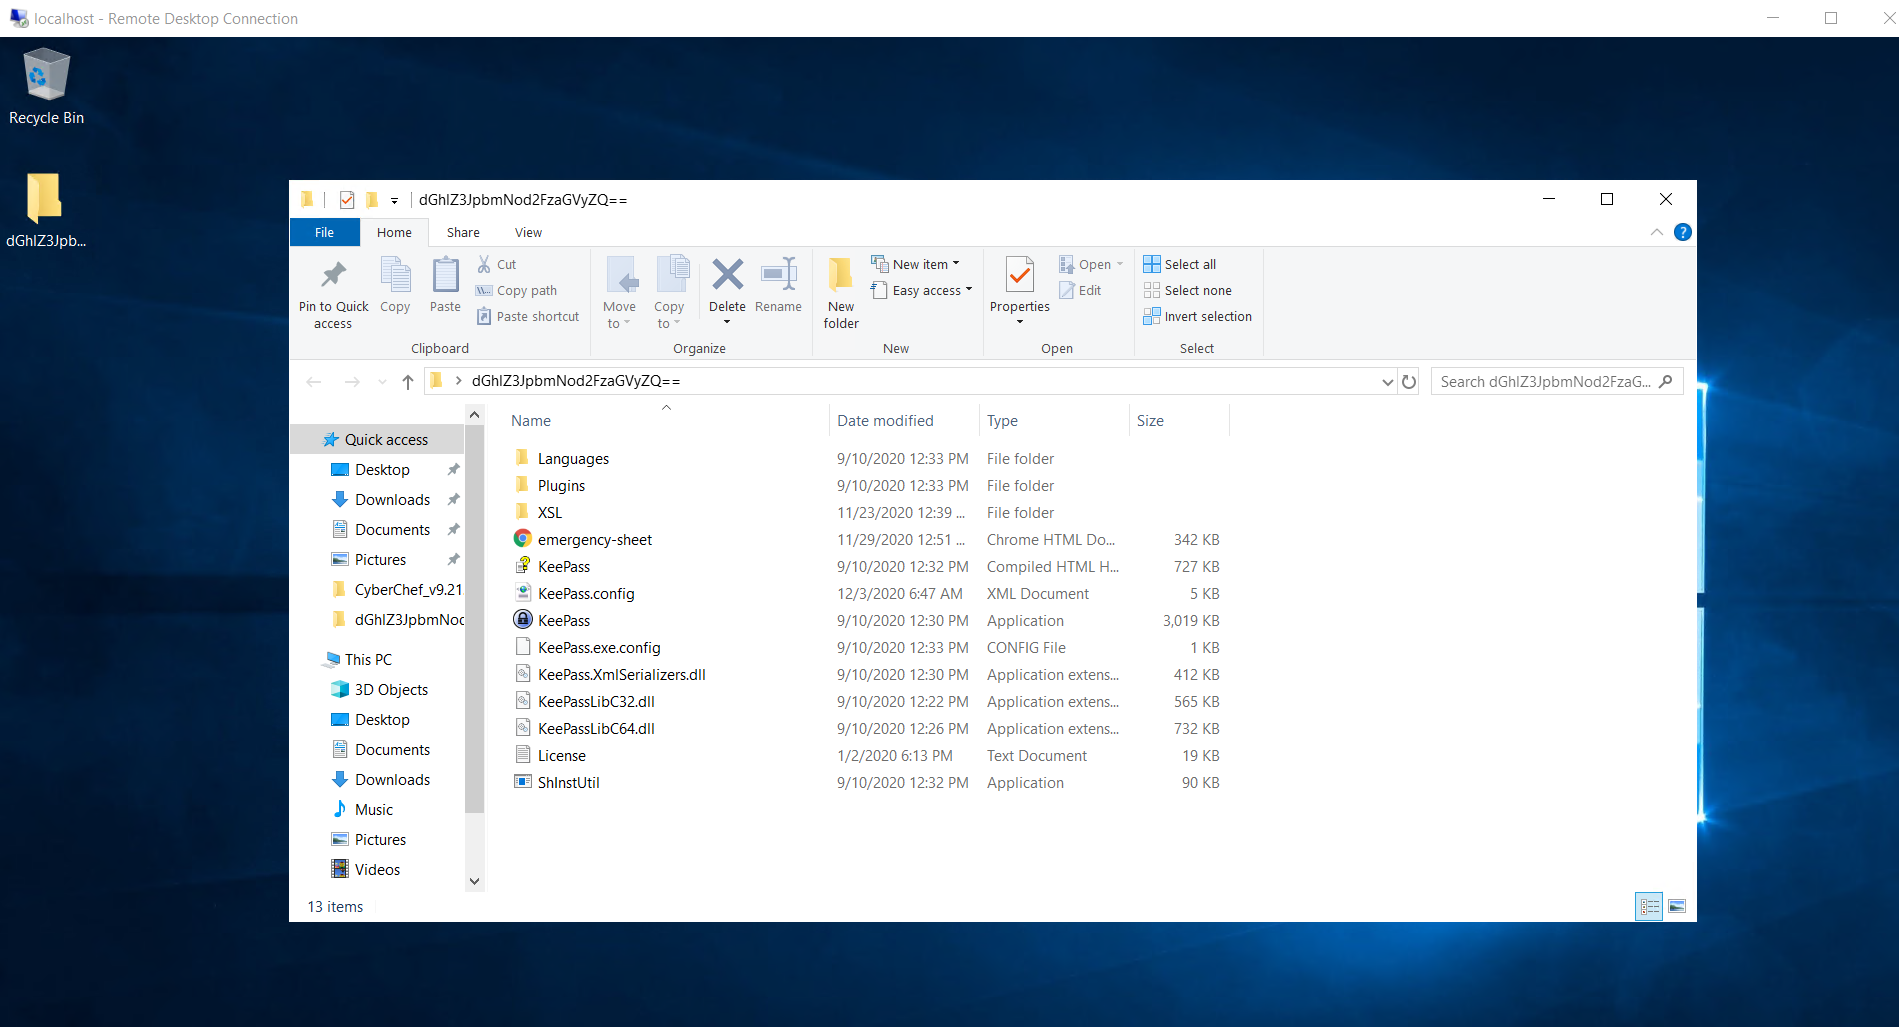 localhost - Remote Desktop Connection
Recycle Bin
dGhlZ3Jpb...
dGhlZ3JpbmNod2FzaGVyZQ==
File Home Share View
Pin to Quick access
Copy
Paste
Cut
Copy path
Paste shortcut
Clipboard
Move to
Copy to
Delete
Rename
Organize
New folder
New item
Easy access
New
Properties
Open
Edit
Open
Select all
Select none
Invert selection
Select
dGhlZ3JpbmNod2FzaGVyZQ==
Search dGhlZ3JpbmNod2FzaG...
Quick access
Desktop
Downloads
Documents
Pictures
CyberChef_v9.21.
dGhlZ3JpbmNod
This PC
3D Objects
Desktop
Documents
Downloads
Music
Pictures
Videos
Name Date modified Type Size
Languages 9/10/2020 12:33 PM File folder
Plugins 9/10/2020 12:33 PM File folder
XSL 11/23/2020 12:39 ... File folder
emergency-sheet 11/29/2020 12:51 ... Chrome HTML Do... 342 KB
KeePass 9/10/2020 12:32 PM Compiled HTML H... 727 KB
KeePass.config 12/3/2020 6:47 AM XML Document 5 KB
KeePass 9/10/2020 12:30 PM Application 3,019 KB
KeePass.exe.config 9/10/2020 12:33 PM CONFIG File 1 KB
KeePass.XmlSerializers.dll 9/10/2020 12:30 PM Application extens... 412 KB
KeePassLibC32.dll 9/10/2020 12:22 PM Application extens... 565 KB
KeePassLibC64.dll 9/10/2020 12:26 PM Application extens... 732 KB
License 1/2/2020 6:13 PM Text Document 19 KB
ShInstUtil 9/10/2020 12:32 PM Application 90 KB
13 items